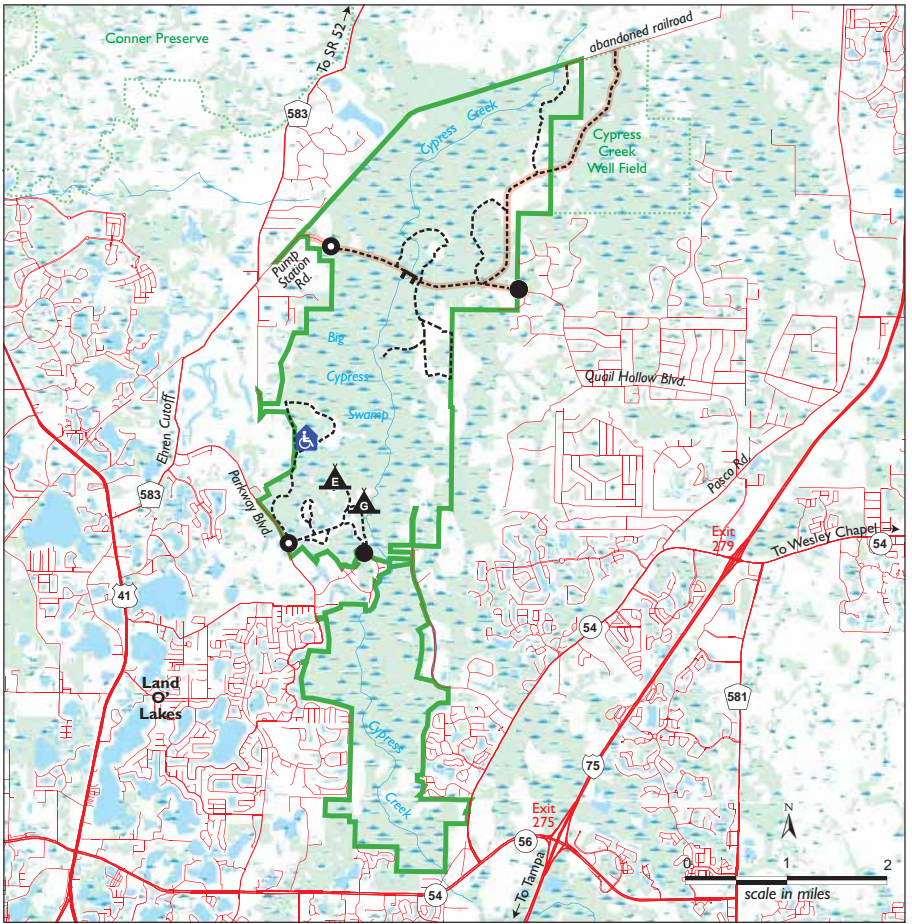 Conner Preserve
To SR 52
abandoned railroad
583
Cypress Creek
Cypress
Creek
Well Field
Pump
Station
Rd.
Big
Cypress
Swamp
Quail Hollow Blvd.
Ehren Cutoff
583
Parkway Blvd.
E
G
Pasco Rd.
Exit
279
To Wesley Chapel
54
41
54
Land
O'
Lakes
581
Cypress
Creek
75
Exit
275
56
N
To Tampa
54
0 1 2
scale in miles